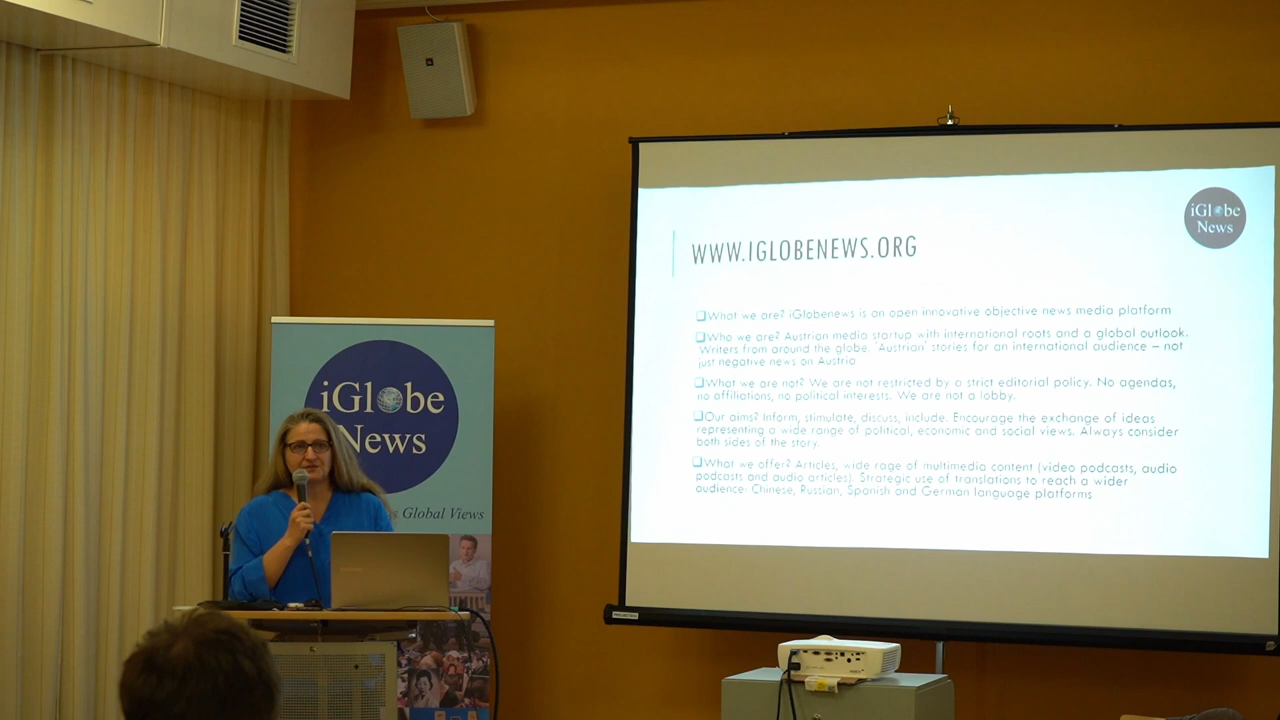 iGlobe
News
s Global Views
iGlobe
News
WWW.IGLOBENEWS.ORG
What we are? iGlobenews is an open innovative objective news media platform
Who we are? Austrian media startup with international roots and a global outlook.
Writers from around the globe. 'Austrian' stories for an international audience – not
just negative news on Austria
What we are not? We are not restricted by a strict editorial policy. No agendas,
no affiliations, no political interests. We are not a lobby.
Our aims? Inform, stimulate, discuss, include. Encourage the exchange of ideas
representing a wide range of political, economic and social views. Always consider
both sides of the story.
What we offer? Articles, wide rage of multimedia content (video podcasts, audio
podcasts and audio articles). Strategic use of translations to reach a wider
audience: Chinese, Russian, Spanish and German language platforms